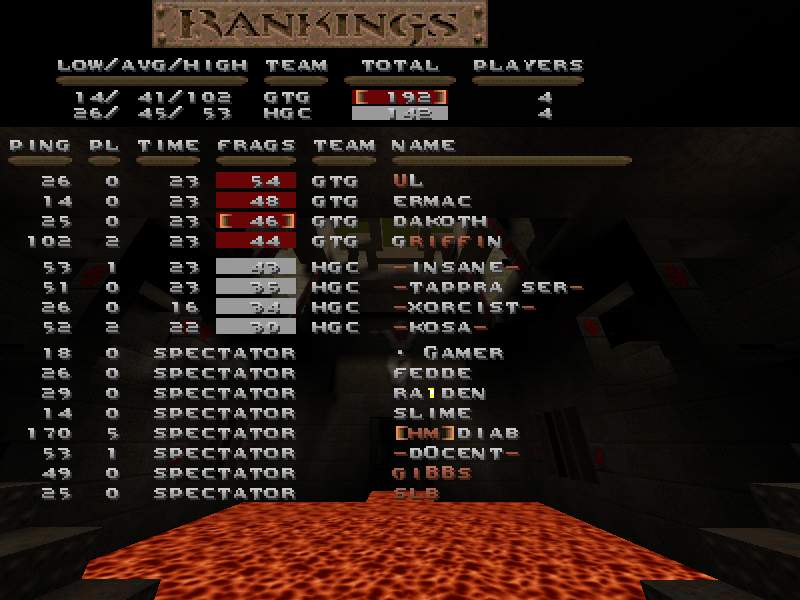 RANKINGS
LOW/AVG/HIGH TEAM TOTAL PLAYERS
14/ 41/102 GTG 192 4
26/ 45/ 53 HGC 142 4
PING PL TIME FRAGS TEAM NAME
26 0 23 54 GTG UL
14 0 23 48 GTG ERMAC
25 0 23 46 GTG DAKOTH
102 2 23 44 GTG GRIFFIN
53 1 23 43 HGC -INSANE-
51 0 23 35 HGC -TAPPRA SER-
26 0 16 34 HGC -XORCIST-
52 2 22 30 HGC -KOSA-
18 0 SPECTATOR · GAMER
26 0 SPECTATOR FEDDE
29 0 SPECTATOR RA1DEN
14 0 SPECTATOR SLIME
170 5 SPECTATOR [HM]DIAB
53 1 SPECTATOR -D0CENT-
49 0 SPECTATOR GIBBS
25 0 SPECTATOR SLB